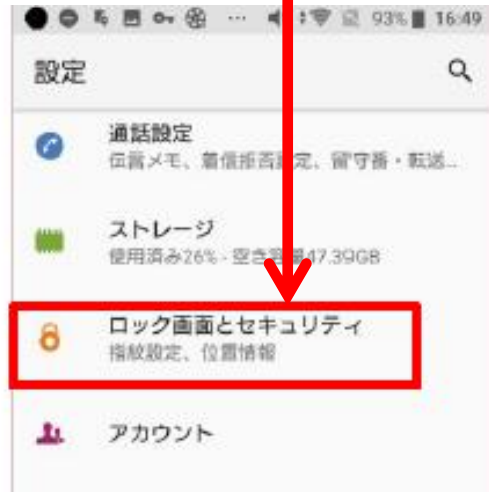 93% 16:49
設定
通話設定
伝言メモ、着信拒否設定、留守番・転送...
ストレージ
使用済み26% - 空き容量47.39GB
ロック画面とセキュリティ
指紋設定、位置情報
アカウント